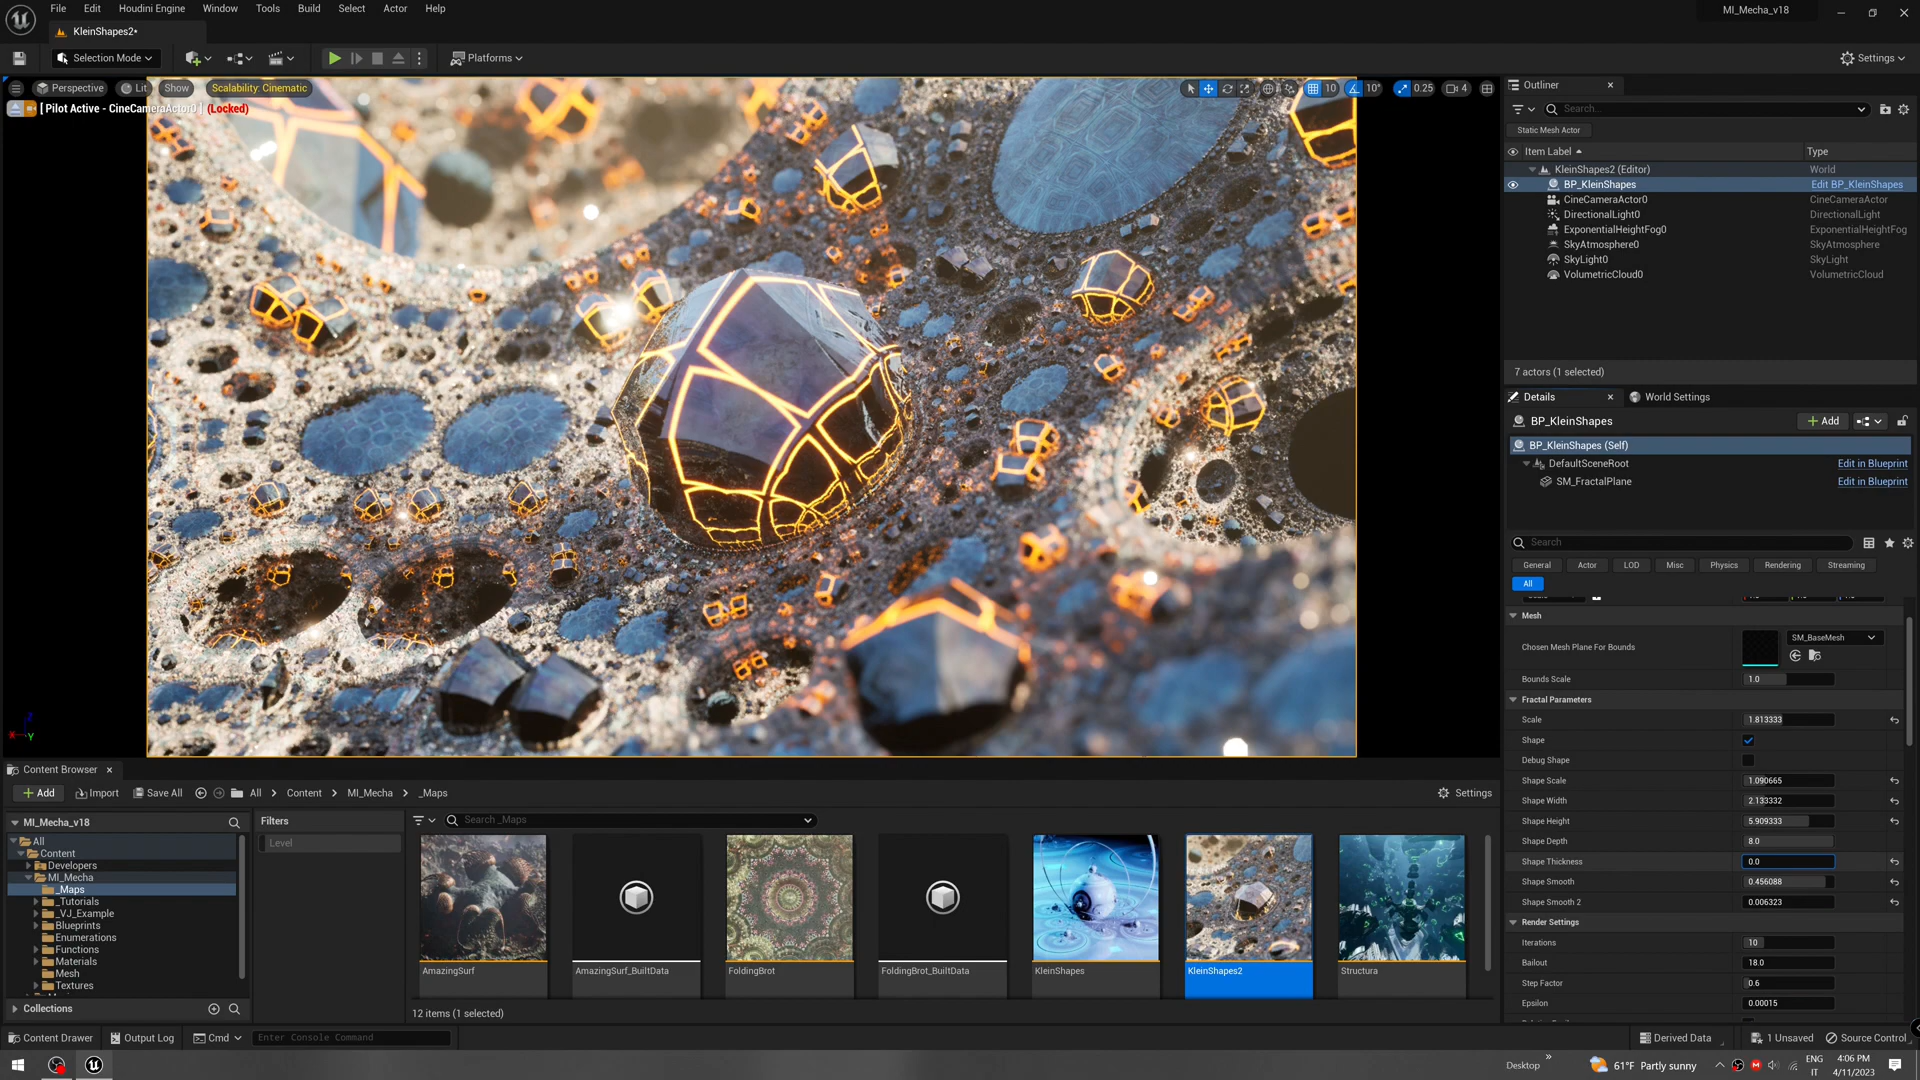 File Edit Houdini Engine Window Tools Build Select Actor Help MI_Mecha_v18
KleinShapes2•
Selection Mode Platforms Settings
Perspective Lit Show Scalability: Cinematic 10 10° 0.25 4
[ Pilot Active - CineCameraActor0 ] (Locked)
Outliner
Search...
Static Mesh Actor
Item Label Type
KleinShapes2 (Editor) World
BP_KleinShapes Edit BP_KleinShapes
CineCameraActor0 CineCameraActor
DirectionalLight0 DirectionalLight
ExponentialHeightFog0 ExponentialHeightFog
SkyAtmosphere0 SkyAtmosphere
SkyLight0 SkyLight
VolumetricCloud0 VolumetricCloud
7 actors (1 selected)
Details World Settings
BP_KleinShapes Add
BP_KleinShapes (Self)
DefaultSceneRoot Edit in Blueprint
SM_FractalPlane Edit in Blueprint
Search
General Actor LOD Misc Physics Rendering Streaming
All
Mesh
Chosen Mesh Plane For Bounds SM_BaseMesh
Bounds Scale 1.0
Fractal Parameters
Scale 1.813333
Shape
Debug Shape
Shape Scale 1.090665
Shape Width 2.133332
Shape Height 5.909333
Shape Depth 8.0
Shape Thickness 0.0
Shape Smooth 0.456088
Shape Smooth 2 0.006323
Render Settings
Iterations 10
Bailout 18.0
Step Factor 0.6
Epsilon 0.00015
Content Browser
Add Import Save All All Content MI_Mecha _Maps Settings
MI_Mecha_v18
All
Content
Developers
MI_Mecha
_Maps
_Tutorials
_VJ_Example
Blueprints
Enumerations
Functions
Materials
Mesh
Textures
Collections
Filters
Level
Search _Maps
AmazingSurf AmazingSurf_BuiltData FoldingBrot FoldingBrot_BuiltData KleinShapes KleinShapes2 Structura
12 items (1 selected)
Content Drawer Output Log Cmd Enter Console Command Derived Data 1 Unsaved Source Control
Desktop 61°F Partly sunny ENG IT 4:06 PM 4/11/2023